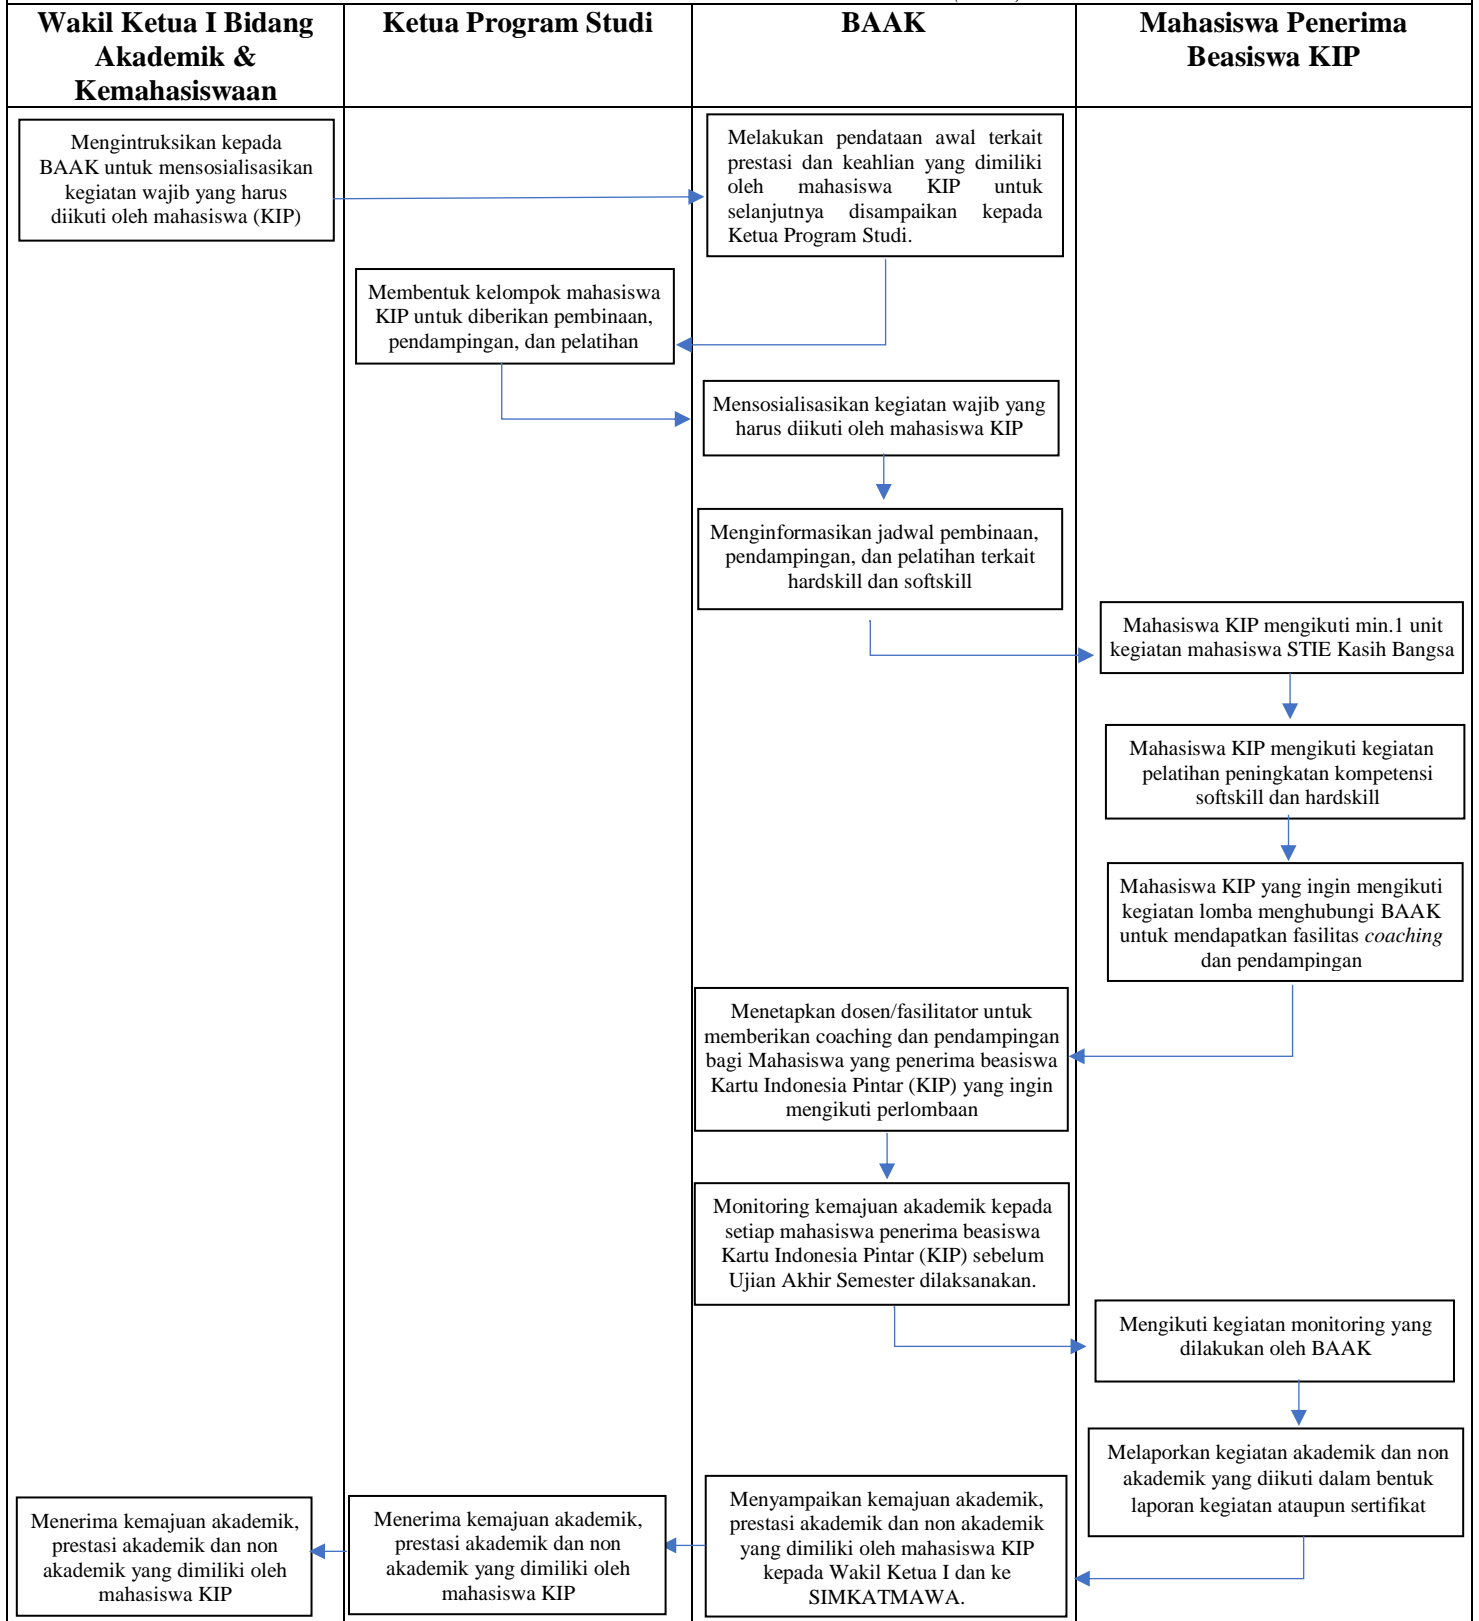 Wakil Ketua I Bidang
Akademik &
Kemahasiswaan
Ketua Program Studi
BAAK
Mahasiswa Penerima
Beasiswa KIP
Mengintruksikan kepada
BAAK untuk mensosialisasikan
kegiatan wajib yang harus
diikuti oleh mahasiswa (KIP)
Melakukan pendataan awal terkait
prestasi dan keahlian yang dimiliki
oleh mahasiswa KIP untuk
selanjutnya disampaikan kepada
Ketua Program Studi.
Membentuk kelompok mahasiswa
KIP untuk diberikan pembinaan,
pendampingan, dan pelatihan
Mensosialisasikan kegiatan wajib yang
harus diikuti oleh mahasiswa KIP
Menginformasikan jadwal pembinaan,
pendampingan, dan pelatihan terkait
hardskill dan softskill
Mahasiswa KIP mengikuti min.1 unit
kegiatan mahasiswa STIE Kasih Bangsa
Mahasiswa KIP mengikuti kegiatan
pelatihan peningkatan kompetensi
softskill dan hardskill
Mahasiswa KIP yang ingin mengikuti
kegiatan lomba menghubungi BAAK
untuk mendapatkan fasilitas coaching
dan pendampingan
Menetapkan dosen/fasilitator untuk
memberikan coaching dan pendampingan
bagi Mahasiswa yang penerima beasiswa
Kartu Indonesia Pintar (KIP) yang ingin
mengikuti perlombaan
Monitoring kemajuan akademik kepada
setiap mahasiswa penerima beasiswa
Kartu Indonesia Pintar (KIP) sebelum
Ujian Akhir Semester dilaksanakan.
Mengikuti kegiatan monitoring yang
dilakukan oleh BAAK
Melaporkan kegiatan akademik dan non
akademik yang diikuti dalam bentuk
laporan kegiatan ataupun sertifikat
Menyampaikan kemajuan akademik,
prestasi akademik dan non akademik
yang dimiliki oleh mahasiswa KIP
kepada Wakil Ketua I dan ke
SIMKATMAWA.
Menerima kemajuan akademik,
prestasi akademik dan non
akademik yang dimiliki oleh
mahasiswa KIP
Menerima kemajuan akademik,
prestasi akademik dan non
akademik yang dimiliki oleh
mahasiswa KIP